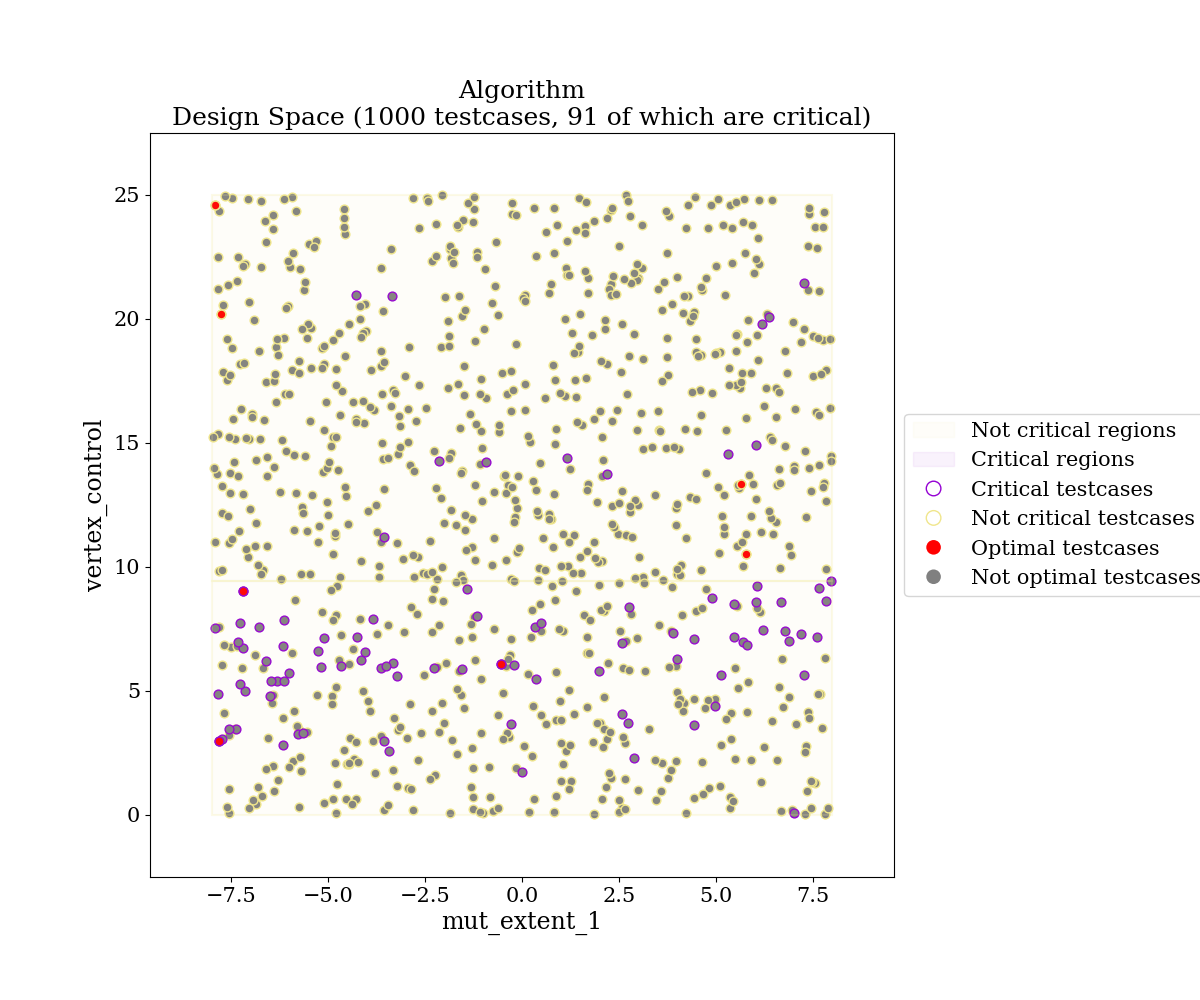 Algorithm
Design Space (1000 testcases, 91 of which are critical)
25
20
15
10
5
0
vertex_control
−7.5
−5.0
−2.5
0.0
2.5
5.0
7.5
mut_extent_1
Not critical regions
Critical regions
Critical testcases
Not critical testcases
Optimal testcases
Not optimal testcases